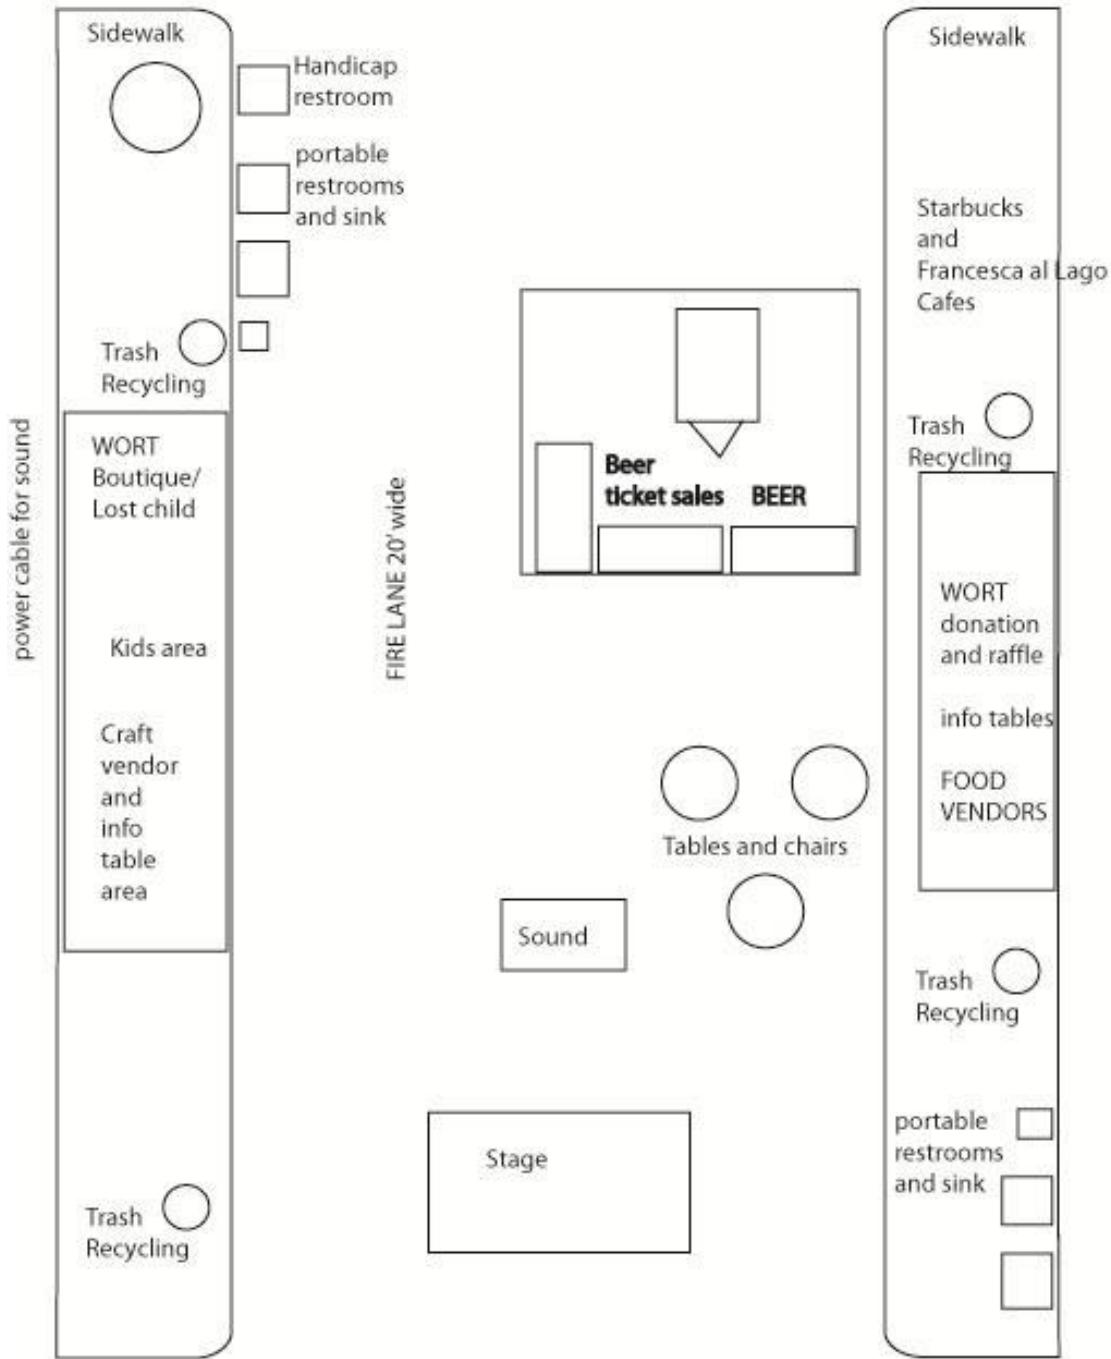 Sidewalk
Handicap
restroom
portable
restrooms
and sink
Trash
Recycling
power cable for sound
WORT
Boutique/
Lost child
Kids area
Craft
vendor
and
info
table
area
Trash
Recycling
FIRE LANE 20' wide
Beer
ticket sales
BEER
Tables and chairs
Sound
Stage
Sidewalk
Starbucks
and
Francesca al Lago
Cafes
Trash
Recycling
WORT
donation
and raffle
info tables
FOOD
VENDORS
Trash
Recycling
portable
restrooms
and sink